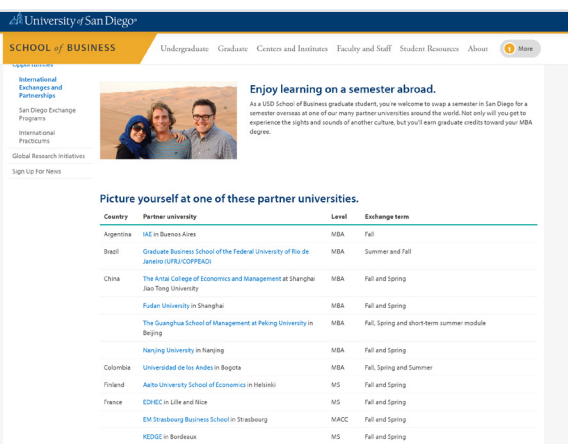 University of San Diego®
SCHOOL of BUSINESS
Undergraduate Graduate Centers and Institutes Faculty and Staff Student Resources About
1 More
Opportunities
International
Exchanges and
Partnerships
San Diego Exchange
Programs
International
Practicums
Global Research Initiatives
Sign Up For News
Enjoy learning on a semester abroad.
As a USD School of Business graduate student, you're welcome to swap a semester in San Diego for a
semester overseas at one of our many partner universities around the world. Not only will you get to
experience the sights and sounds of another culture, but you'll earn graduate credits toward your MBA
degree.
Picture yourself at one of these partner universities.
Country Partner university Level Exchange term
Argentina IAE in Buenos Aires MBA Fall
Brazil Graduate Business School of the Federal University of Rio de MBA Summer and Fall
Janeiro (UFRJ/COPPEAD)
China The Antai College of Economics and Management at Shanghai MBA Fall and Spring
Jiao Tong University
Fudan University in Shanghai MBA Fall and Spring
The Guanghua School of Management at Peking University in MBA Fall, Spring and short-term summer module
Beijing
Nanjing University in Nanjing MBA Fall and Spring
Colombia Universidad de los Andes in Bogota MBA Fall, Spring and Summer
Finland Aalto University School of Economics in Helsinki MS Fall and Spring
France EDHEC in Lille and Nice MS Fall and Spring
EM Strasbourg Business School in Strasbourg MACC Fall and Spring
KEDGE in Bordeaux MS Fall and Spring